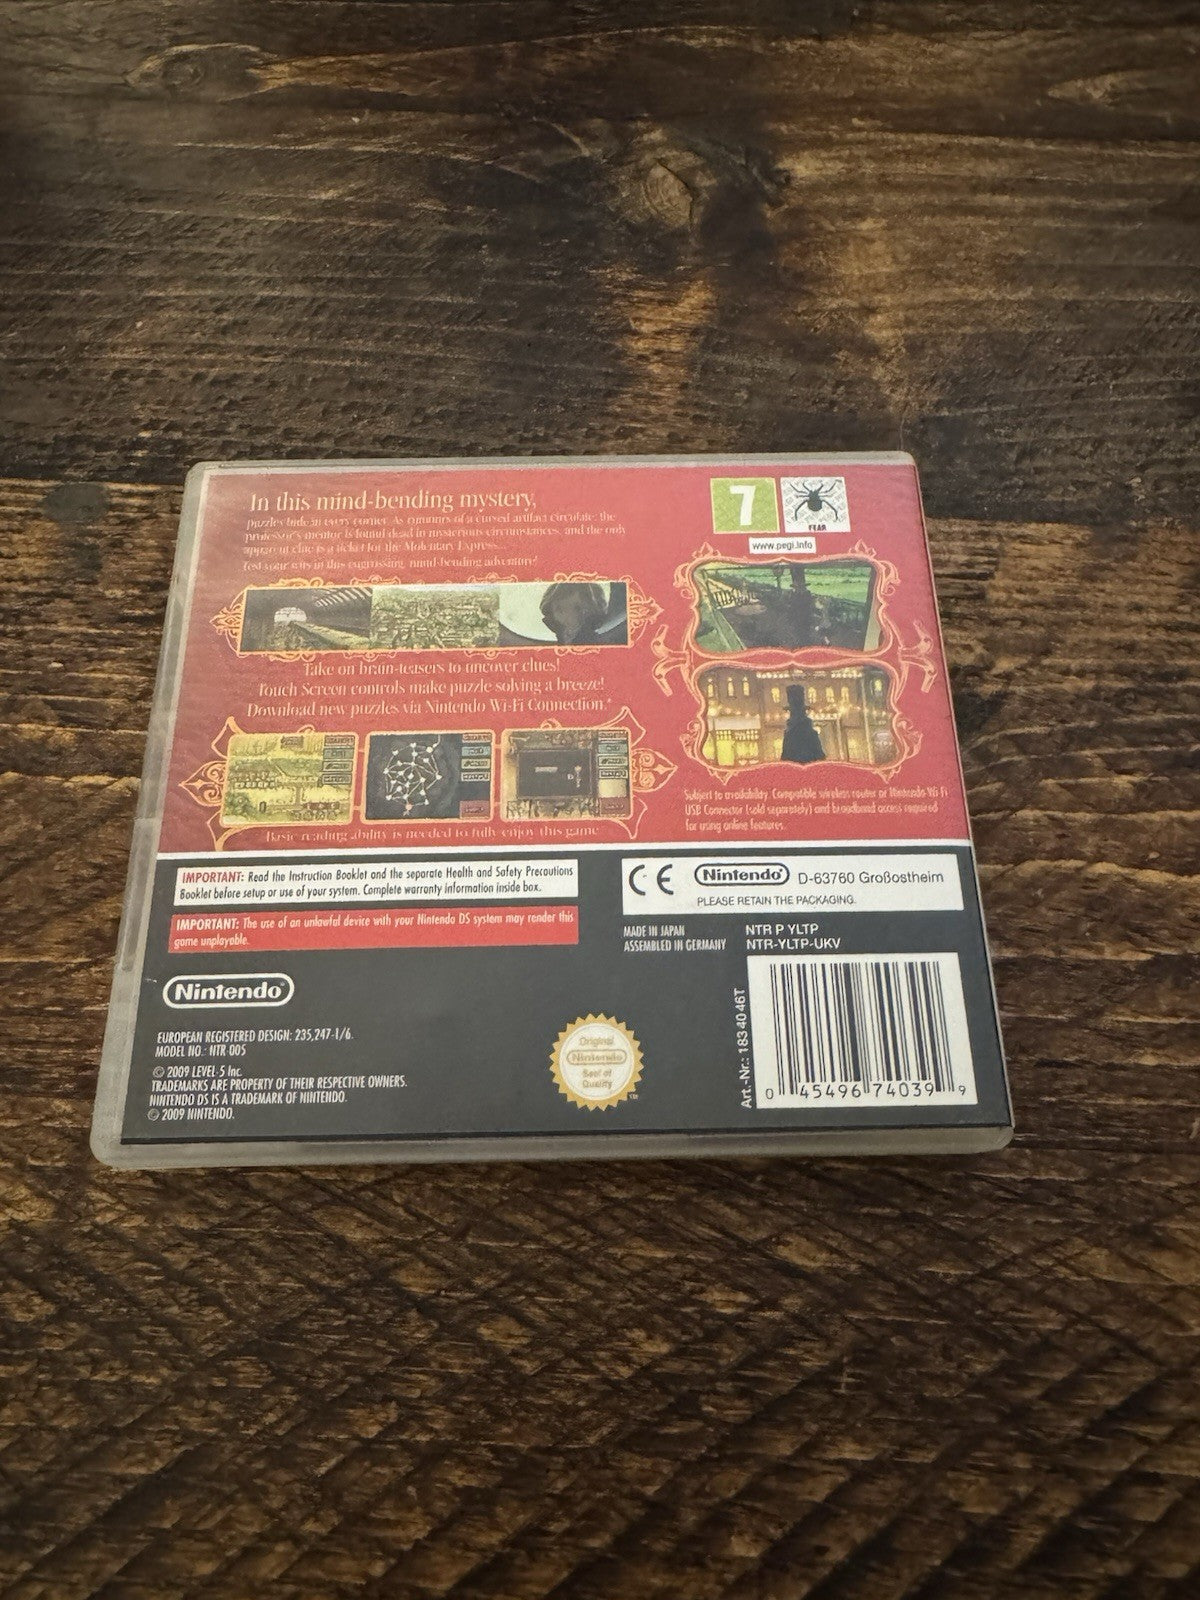 In this mind-bending mystery,
puzzles hide in every corner. As rumours of a cursed artifact circulate, the
professor's mentor is found dead in mysterious circumstances, and the only
apparent clue is a ticket for the Molentary Express...
Test your wits in this engrossing, mind-bending adventure!
Take on brain-teasers to uncover clues!
Touch Screen controls make puzzle solving a breeze!
Download new puzzles via Nintendo Wi-Fi Connection.*
Basic reading ability is needed to fully enjoy this game
7
FEAR
www.pegi.info
Subject to availability. Compatible wireless router or Nintendo Wi-Fi
USB Connector (sold separately) and broadband access required
for using online features.
IMPORTANT: Read the Instruction Booklet and the separate Health and Safety Precautions
Booklet before setup or use of your system. Complete warranty information inside box.
IMPORTANT: The use of an unlawful device with your Nintendo DS system may render this
game unplayable.
CE Nintendo D-63760 Großostheim
PLEASE RETAIN THE PACKAGING.
MADE IN JAPAN
ASSEMBLED IN GERMANY
NTR P YLTP
NTR-YLTP-UKV
Nintendo
EUROPEAN REGISTERED DESIGN: 235,247-1/6.
MODEL NO.: NTR 005
© 2009 LEVEL-5 Inc.
TRADEMARKS ARE PROPERTY OF THEIR RESPECTIVE OWNERS.
NINTENDO DS IS A TRADEMARK OF NINTENDO.
© 2009 NINTENDO.
Original
Nintendo
Seal of
Quality
TM
Art.-Nr.: 1834046T
0 45496 74039 9